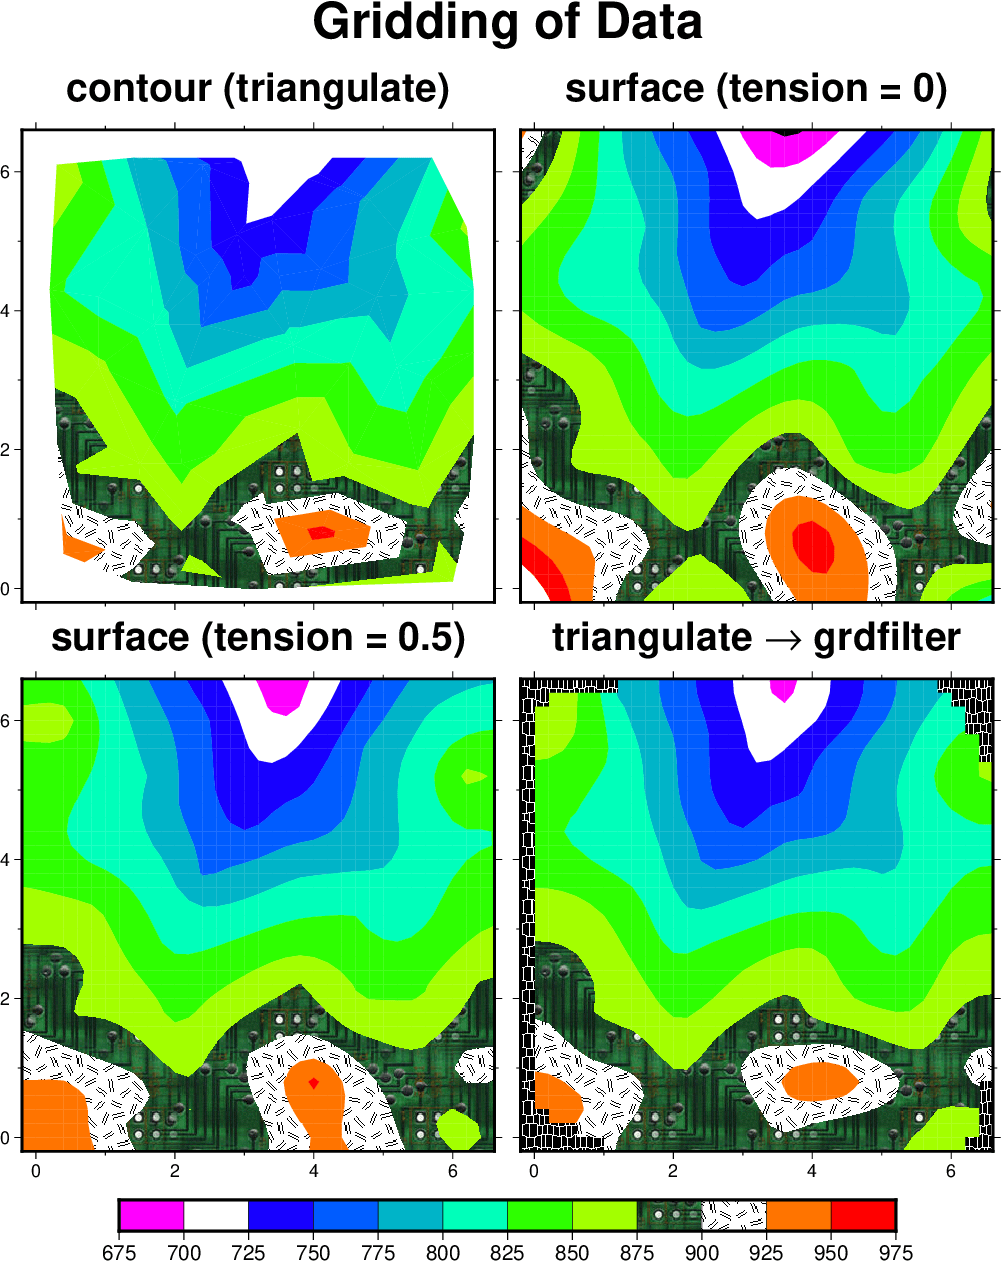 Gridding of Data
contour (triangulate)
surface (tension = 0)
6
4
2
0
surface (tension = 0.5)
triangulate → grdfilter
6
4
2
0
0 2 4 6
0 2 4 6
675 700 725 750 775 800 825 850 875 900 925 950 975